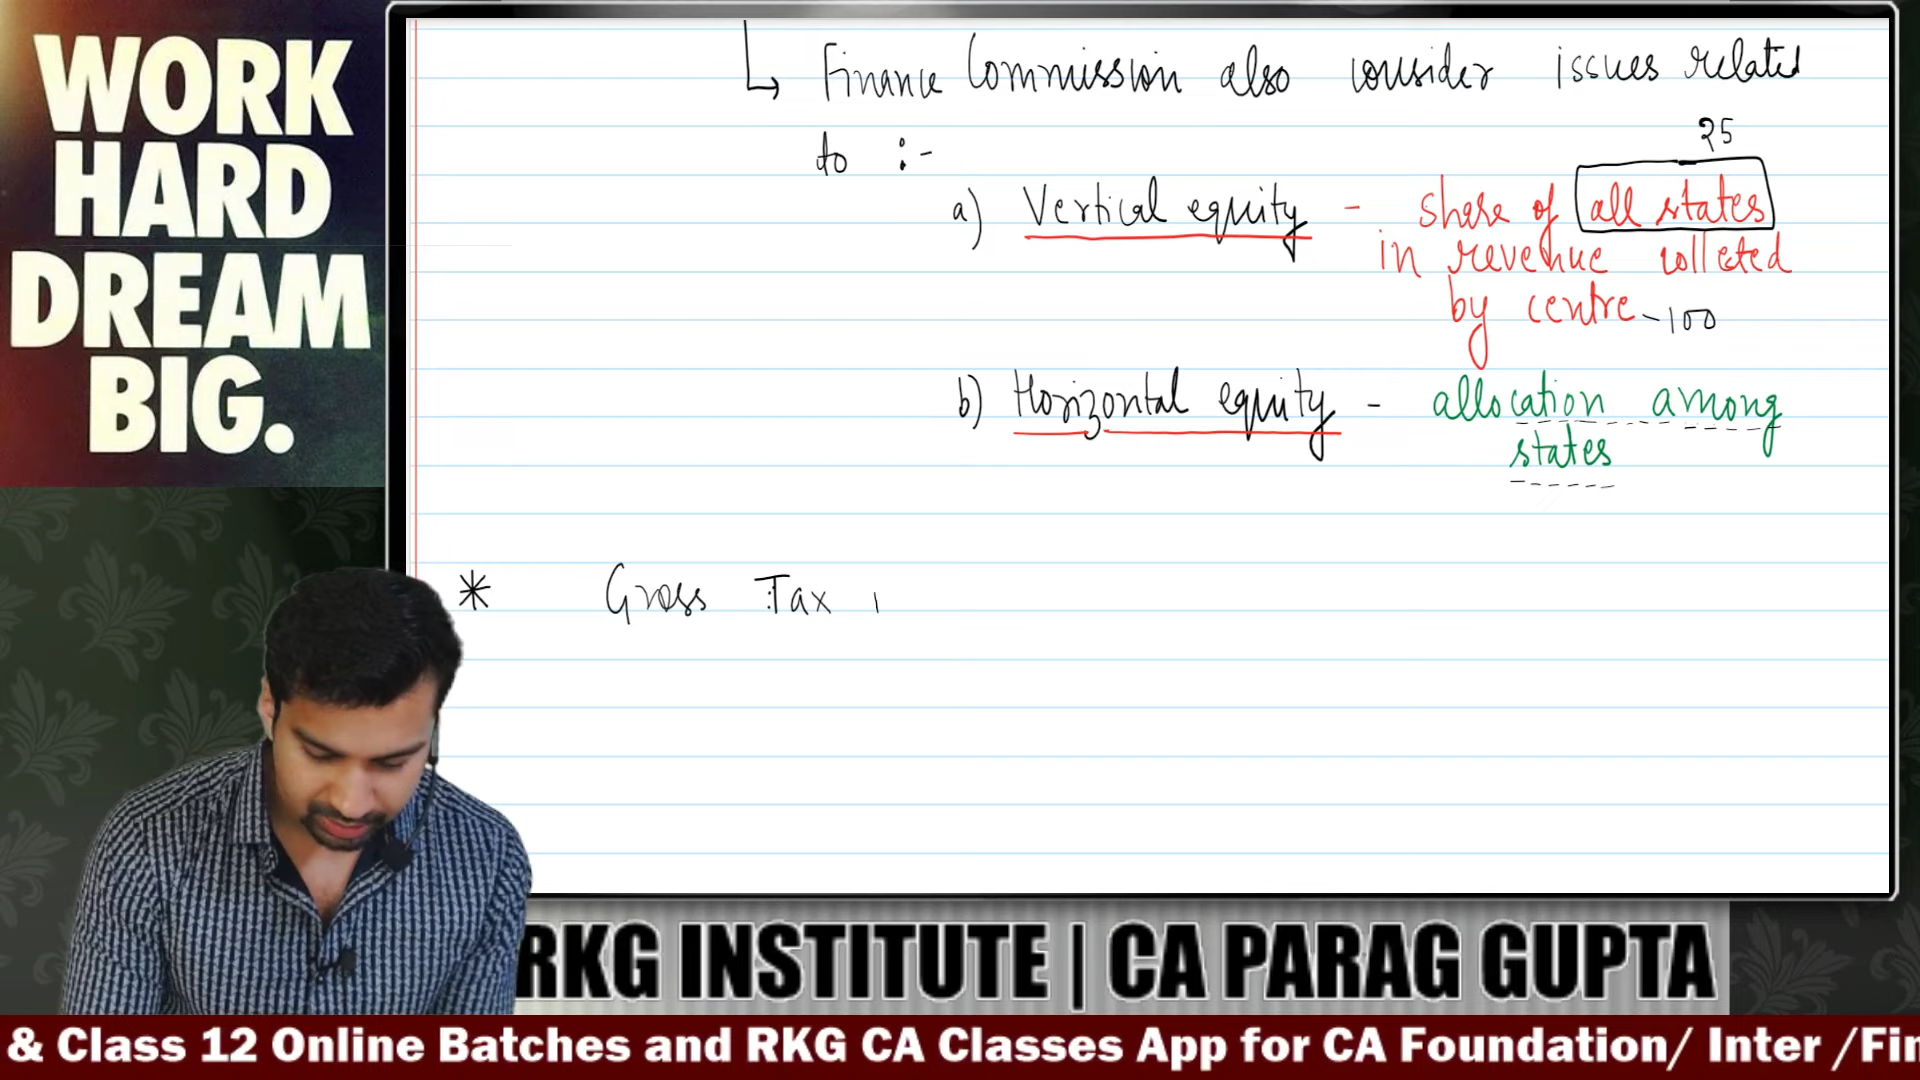 WORK
HARD
DREAM
BIG.
↳ Finance Commission also consider issues related
to :-
25
a) Vertical equity - share of all states
in revenue collected
by centre - 100
b) Horizontal equity - allocation among
states
* Gross Tax
RKG INSTITUTE | CA PARAG GUPTA
& Class 12 Online Batches and RKG CA Classes App for CA Foundation/ Inter /Fin